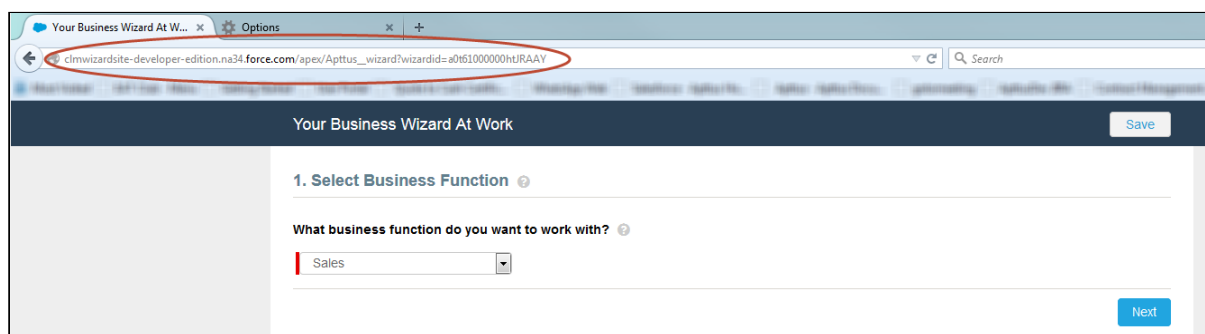 Your Business Wizard At W... × Options × +
clmwizardsite-developer-edition.na34.force.com/apex/Apttus__wizard?wizardid=a0t61000000htJRAAY Search
Your Business Wizard At Work Save
1. Select Business Function ?
What business function do you want to work with? ?
Sales
Next